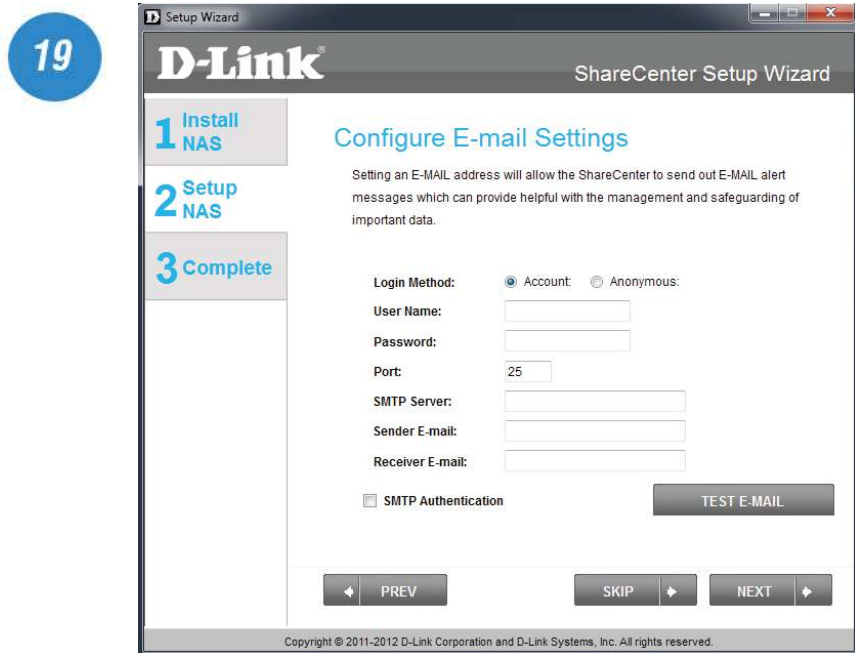 19
Setup Wizard
D-Link®
ShareCenter Setup Wizard
1 Install NAS
2 Setup NAS
3 Complete
Configure E-mail Settings
Setting an E-MAIL address will allow the ShareCenter to send out E-MAIL alert
messages which can provide helpful with the management and safeguarding of
important data.
Login Method: Account: Anonymous:
User Name:
Password:
Port: 25
SMTP Server:
Sender E-mail:
Receiver E-mail:
SMTP Authentication
TEST E-MAIL
PREV
SKIP
NEXT
Copyright © 2011-2012 D-Link Corporation and D-Link Systems, Inc. All rights reserved.